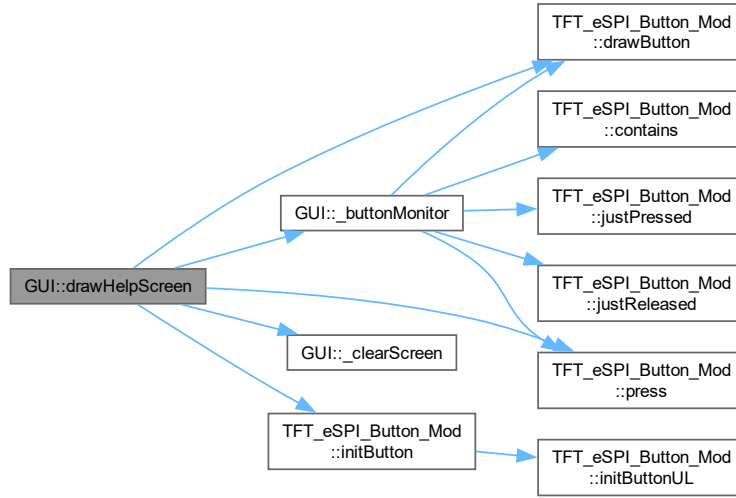 TFT_eSPI_Button_Mod
::drawButton
TFT_eSPI_Button_Mod
::contains
GUI::_buttonMonitor
TFT_eSPI_Button_Mod
::justPressed
GUI::drawHelpScreen
TFT_eSPI_Button_Mod
::justReleased
GUI::_clearScreen
TFT_eSPI_Button_Mod
::press
TFT_eSPI_Button_Mod
::initButton
TFT_eSPI_Button_Mod
::initButtonUL